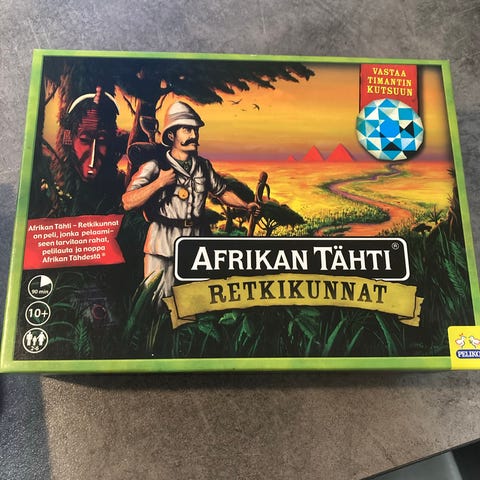 VASTAA
TIMANTIN
KUTSUUN
Afrikan Tähti – Retkikunnat
on peli, jonka pelaami-
seen tarvitaan rahat,
pelilauta ja noppa
Afrikan Tähdestä®
AFRIKAN TÄHTI®
RETKIKUNNAT
90 min
10+
2-6
PELIKO